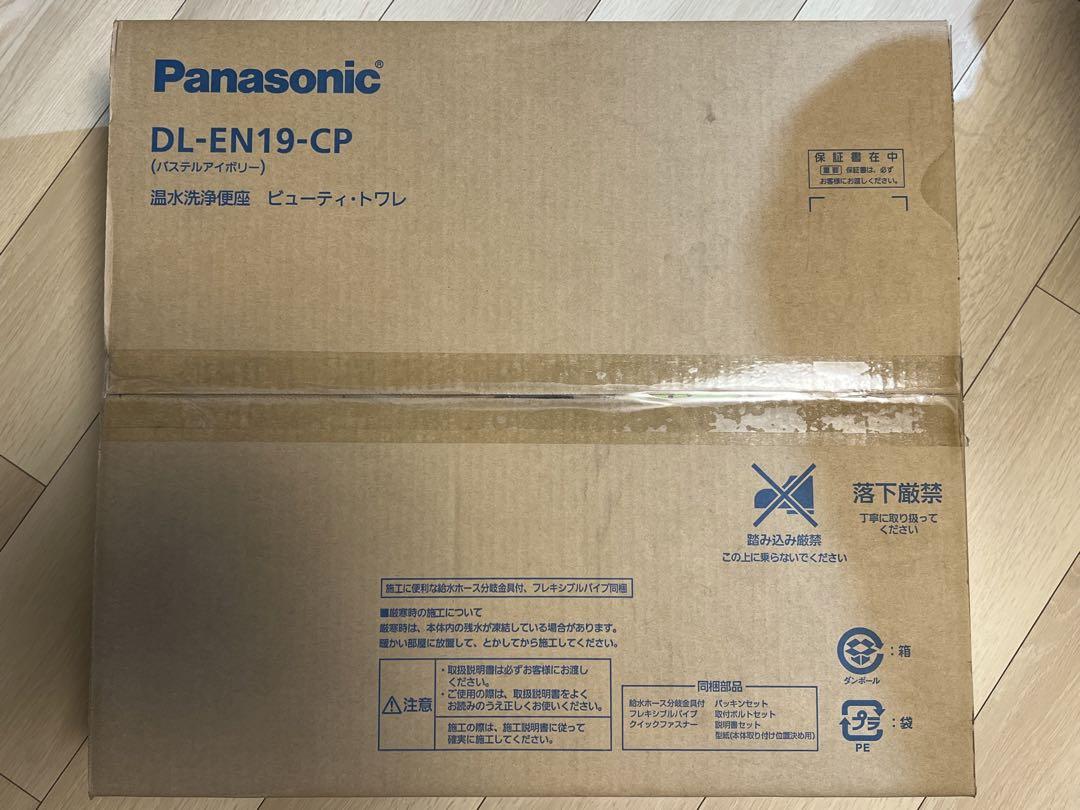 Panasonic®
DL-EN19-CP
(パステルアイボリー)
温水洗浄便座 ビューティ・トワレ
保証書在中
重要 保証書は、必ず
お客様にお渡しください。
踏み込み厳禁
この上に乗らないでください
落下厳禁
丁寧に取り扱って
ください
施工に便利な給水ホース分岐金具付、フレキシブルパイプ同梱
■厳寒時の施工について
厳寒時は、本体内の残水が凍結している場合があります。
暖かい部屋に放置して、とかしてから施工してください。
注意
・取扱説明書は必ずお客様にお渡し
ください。
・ご使用の際は、取扱説明書をよく
お読みのうえ正しくお使いください。
施工の際は、施工説明書に従って
確実に施工してください。
同梱部品
給水ホース分岐金具付 パッキンセット
フレキシブルパイプ 取付ボルトセット
クイックファスナー 説明書セット
型紙(本体取り付け位置決め用)
:箱
ダンボール
プラ
:袋
PE